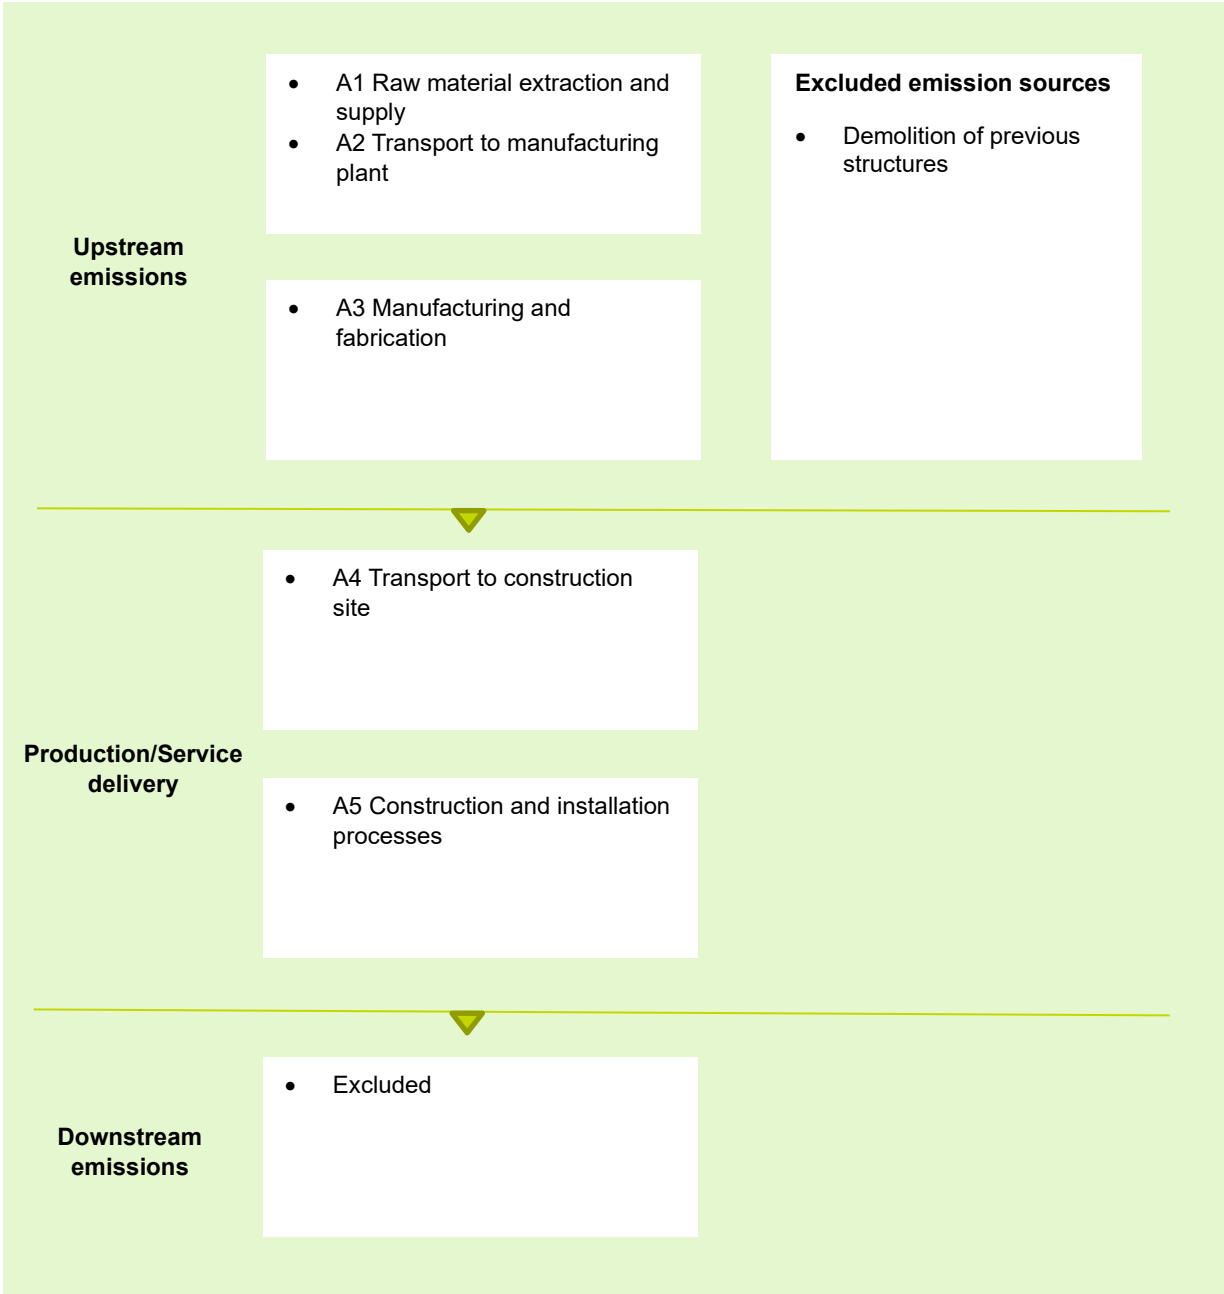 Upstream
emissions
• A1 Raw material extraction and
supply
• A2 Transport to manufacturing
plant
• A3 Manufacturing and
fabrication
Excluded emission sources
• Demolition of previous
structures
Production/Service
delivery
• A4 Transport to construction
site
• A5 Construction and installation
processes
Downstream
emissions
• Excluded